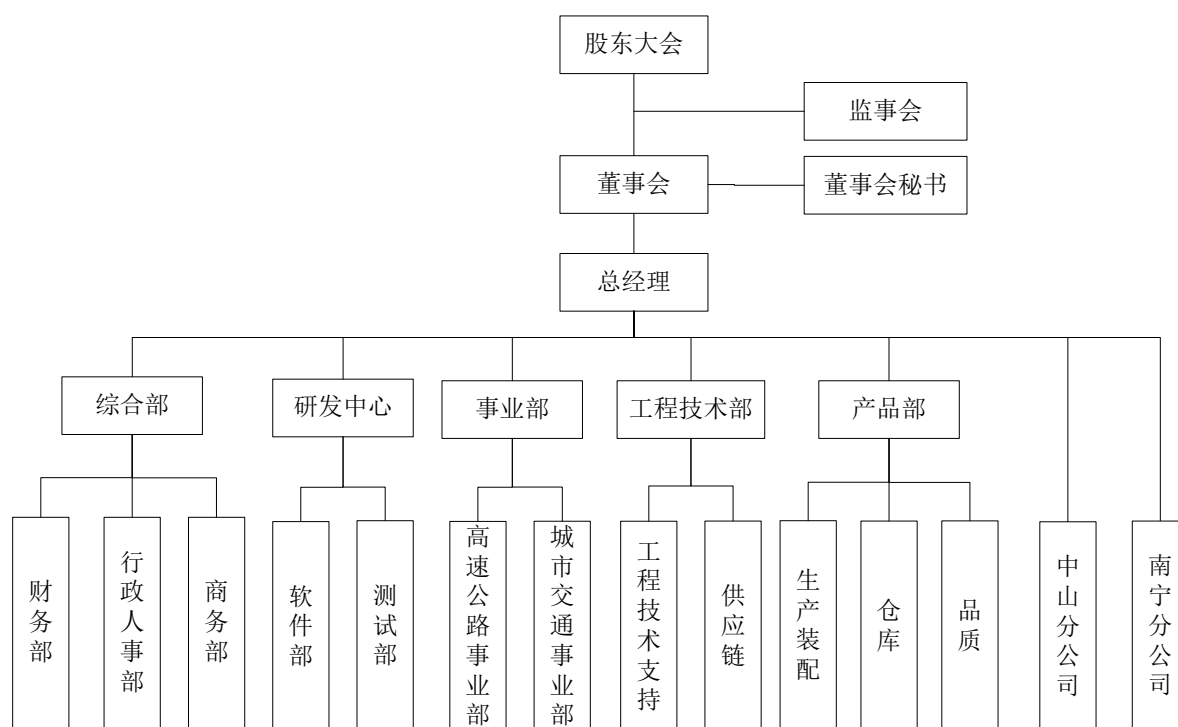 股东大会
监事会
董事会
董事会秘书
总经理
综合部
研发中心
事业部
工程技术部
产品部
财务部
行政人事部
商务部
软件部
测试部
高速公路事业部
城市交通事业部
工程技术支持
供应链
生产装配
仓库
品质
中山分公司
南宁分公司